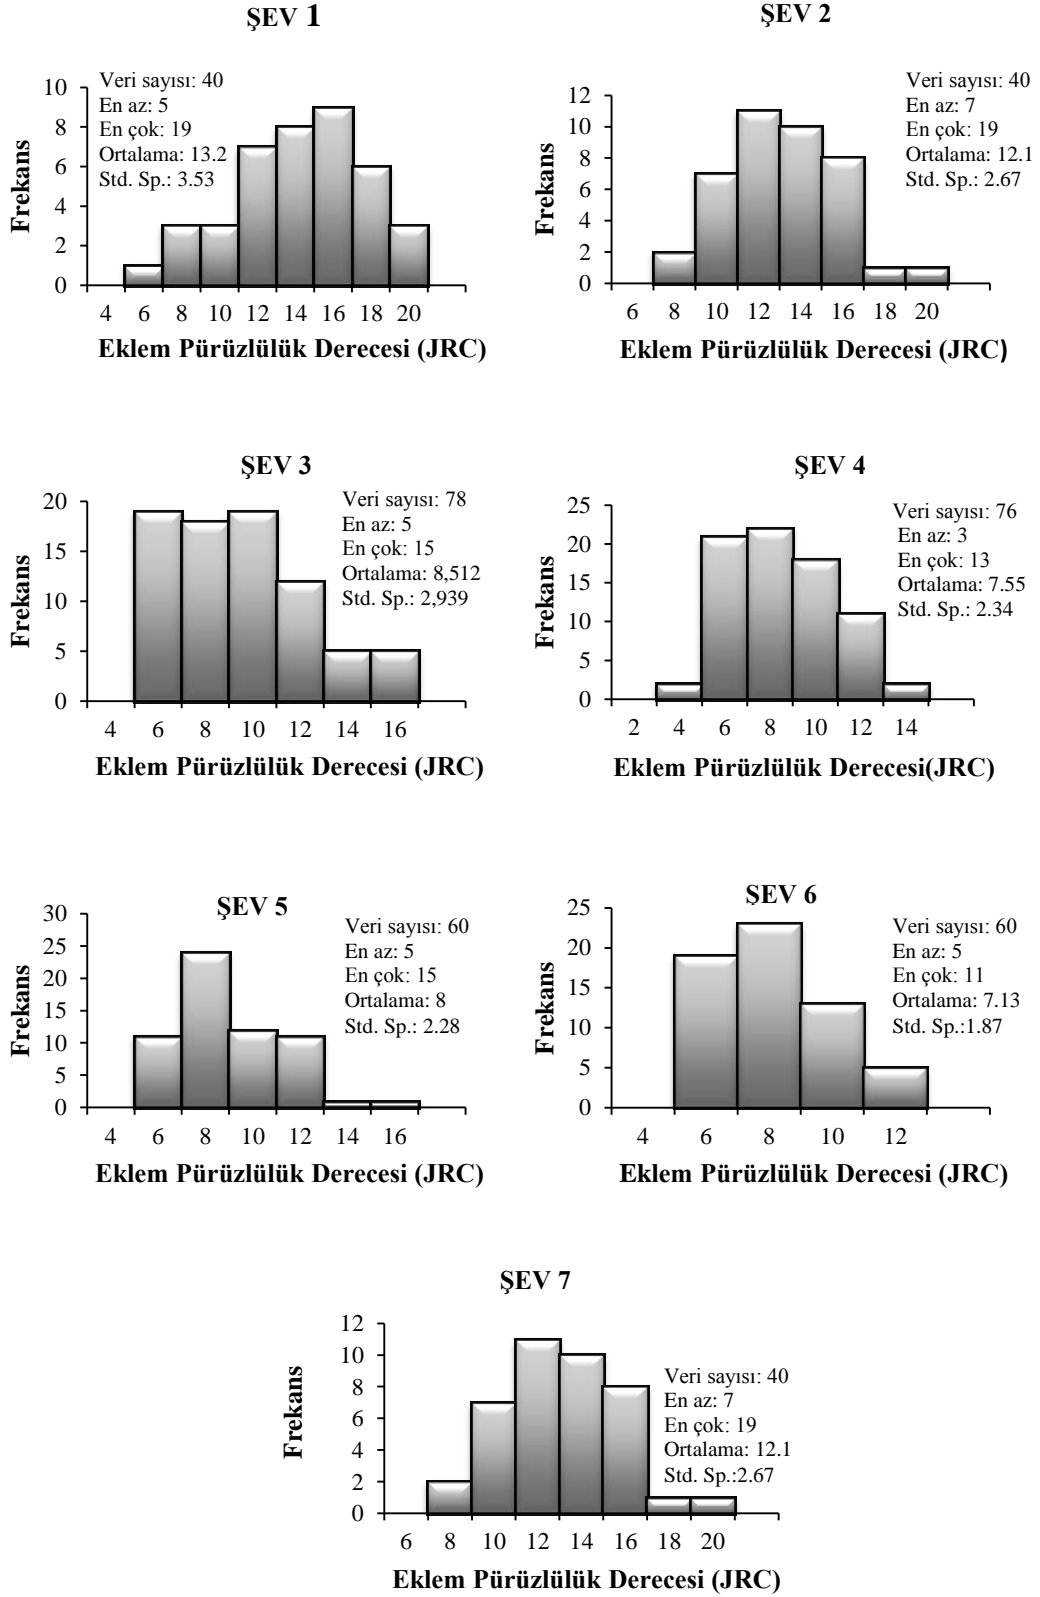 ŞEV 1
Veri sayısı: 40
En az: 5
En çok: 19
Ortalama: 13.2
Std. Sp.: 3.53
Frekans
10
8
6
4
2
0
4 6 8 10 12 14 16 18 20
Eklem Pürüzlülük Derecesi (JRC)
ŞEV 2
Veri sayısı: 40
En az: 7
En çok: 19
Ortalama: 12.1
Std. Sp.: 2.67
Frekans
12
10
8
6
4
2
0
6 8 10 12 14 16 18 20
Eklem Pürüzlülük Derecesi (JRC)
ŞEV 3
Veri sayısı: 78
En az: 5
En çok: 15
Ortalama: 8,512
Std. Sp.: 2,939
Frekans
20
15
10
5
0
4 6 8 10 12 14 16
Eklem Pürüzlülük Derecesi (JRC)
ŞEV 4
Veri sayısı: 76
En az: 3
En çok: 13
Ortalama: 7.55
Std. Sp.: 2.34
Frekans
25
20
15
10
5
0
2 4 6 8 10 12 14
Eklem Pürüzlülük Derecesi(JRC)
ŞEV 5
Veri sayısı: 60
En az: 5
En çok: 15
Ortalama: 8
Std. Sp.: 2.28
Frekans
30
25
20
15
10
5
0
4 6 8 10 12 14 16
Eklem Pürüzlülük Derecesi (JRC)
ŞEV 6
Veri sayısı: 60
En az: 5
En çok: 11
Ortalama: 7.13
Std. Sp.:1.87
Frekans
25
20
15
10
5
0
4 6 8 10 12
Eklem Pürüzlülük Derecesi (JRC)
ŞEV 7
Veri sayısı: 40
En az: 7
En çok: 19
Ortalama: 12.1
Std. Sp.:2.67
Frekans
12
10
8
6
4
2
0
6 8 10 12 14 16 18 20
Eklem Pürüzlülük Derecesi (JRC)